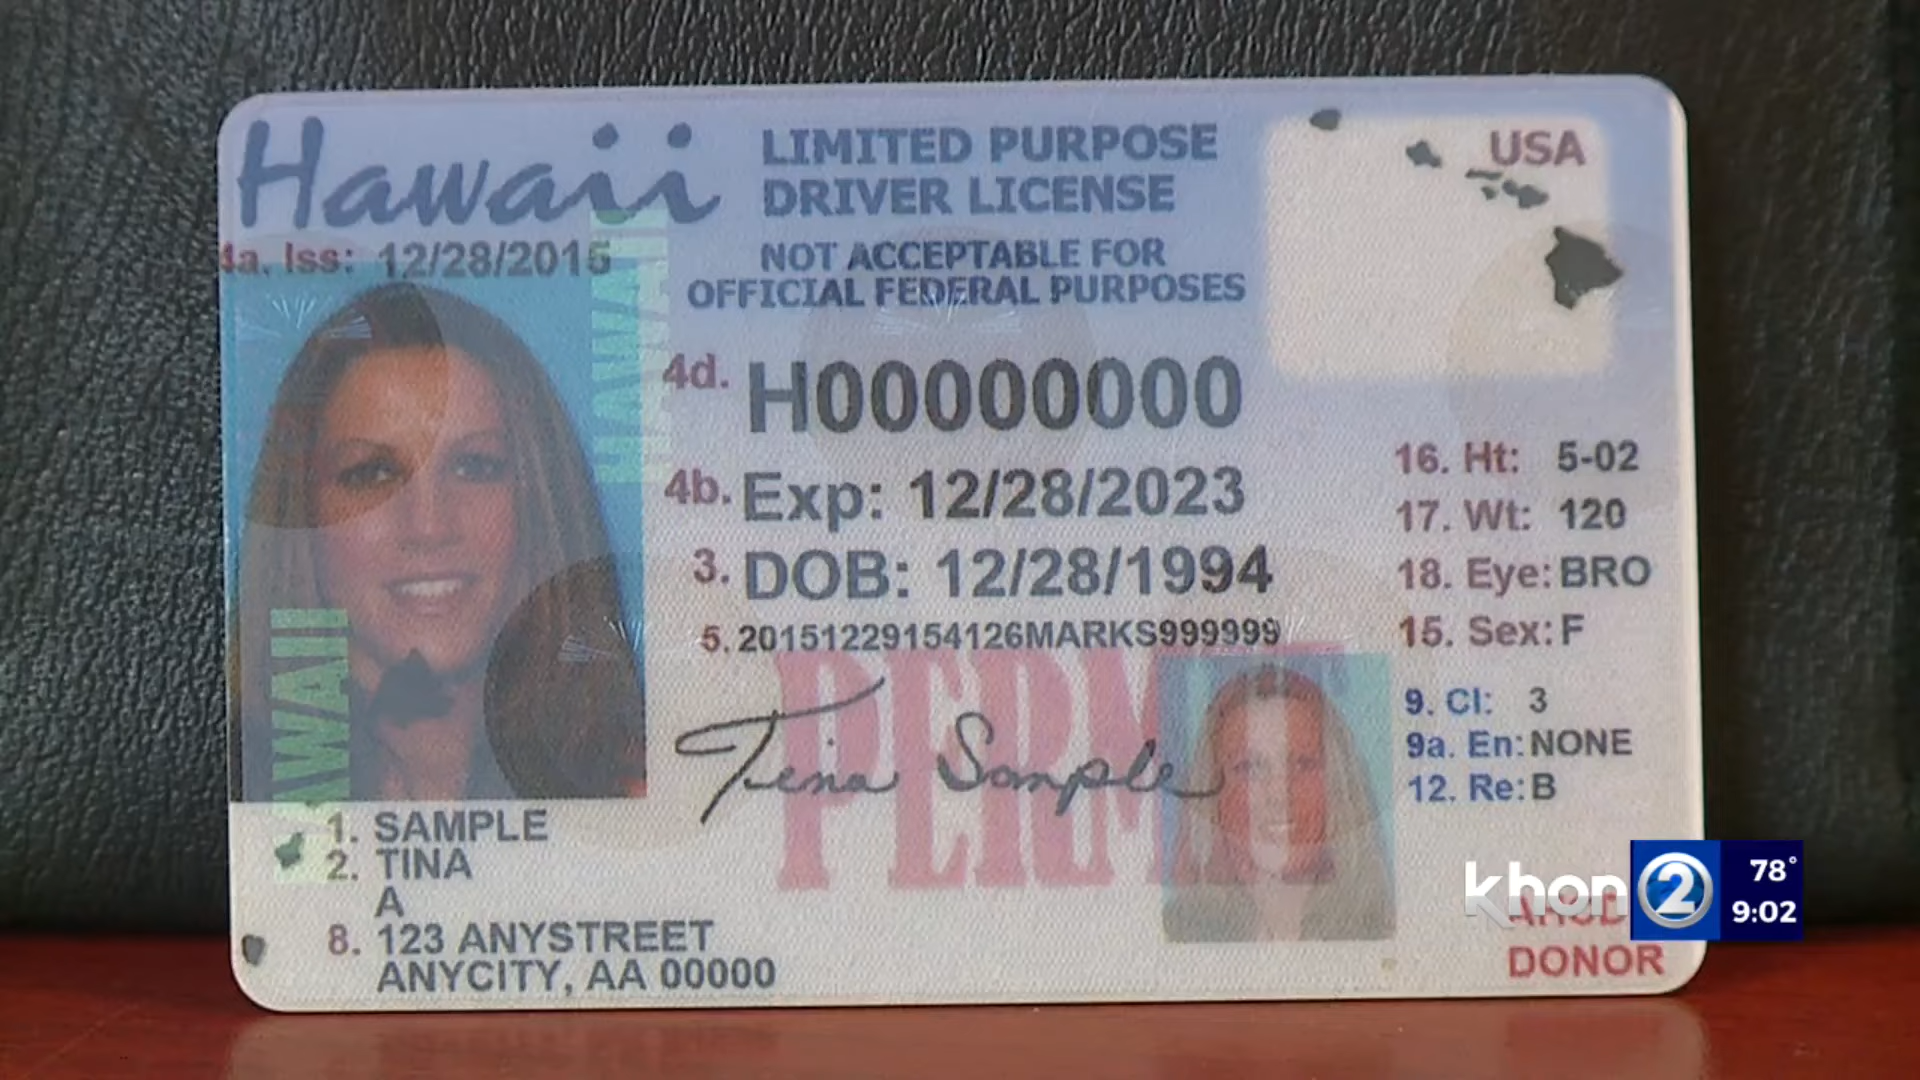 Hawaii
LIMITED PURPOSE
DRIVER LICENSE
NOT ACCEPTABLE FOR
OFFICIAL FEDERAL PURPOSES
USA
4a. Iss: 12/28/2015
HAWAII
4d. H00000000
4b. Exp: 12/28/2023
3. DOB: 12/28/1994
5. 20151229154126MARKS999999
16. Ht: 5-02
17. Wt: 120
18. Eye: BRO
15. Sex: F
9. Cl: 3
9a. En: NONE
12. Re: B
PERMIT
Tina Sample
HAWAII
1. SAMPLE
2. TINA
A
8. 123 ANYSTREET
ANYCITY, AA 00000
DONOR
khon 2
78°
9:02